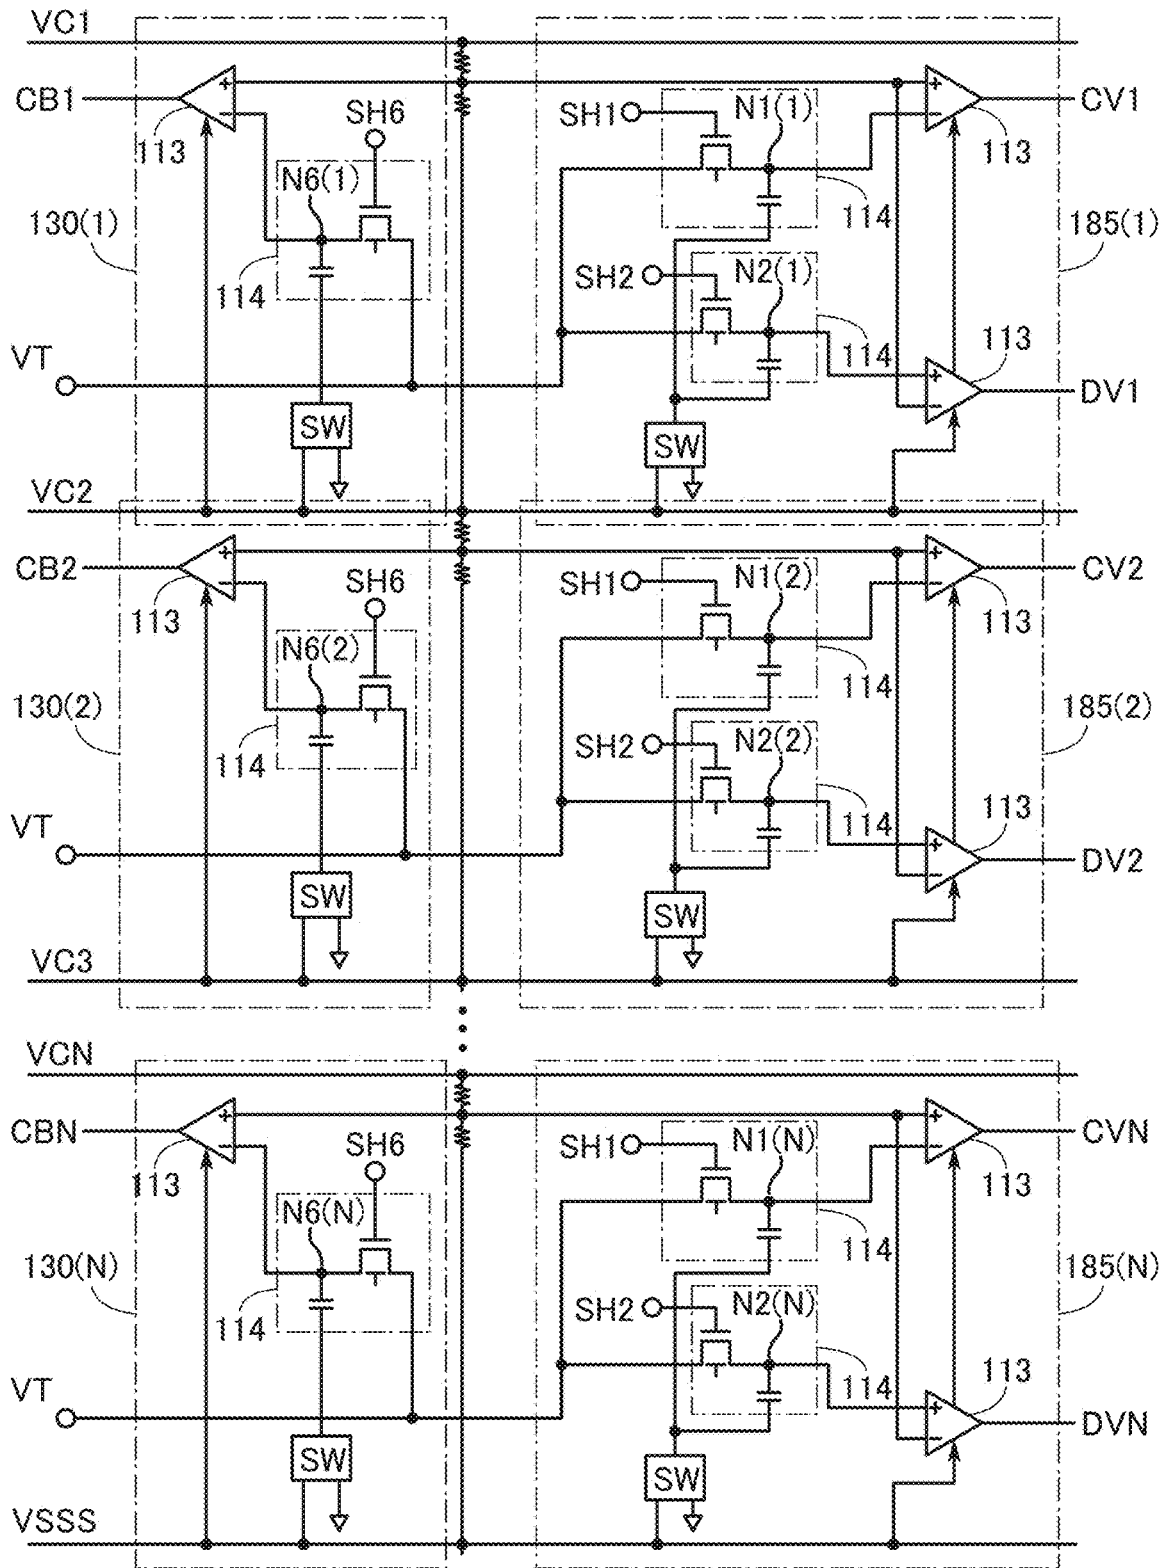 VC1
CB1
+
−
113
SH6
N6(1)
114
130(1)
VT
SW
SH1
N1(1)
114
SH2
N2(1)
114
SW
+
−
113
CV1
185(1)
113
+
−
DV1
VC2
CB2
+
−
113
SH6
N6(2)
114
130(2)
VT
SW
SH1
N1(2)
114
SH2
N2(2)
114
SW
+
−
113
CV2
185(2)
113
+
−
DV2
VC3
VCN
CBN
+
−
113
SH6
N6(N)
114
130(N)
VT
SW
SH1
N1(N)
114
SH2
N2(N)
114
SW
+
−
113
CVN
185(N)
113
+
−
DVN
VSSS